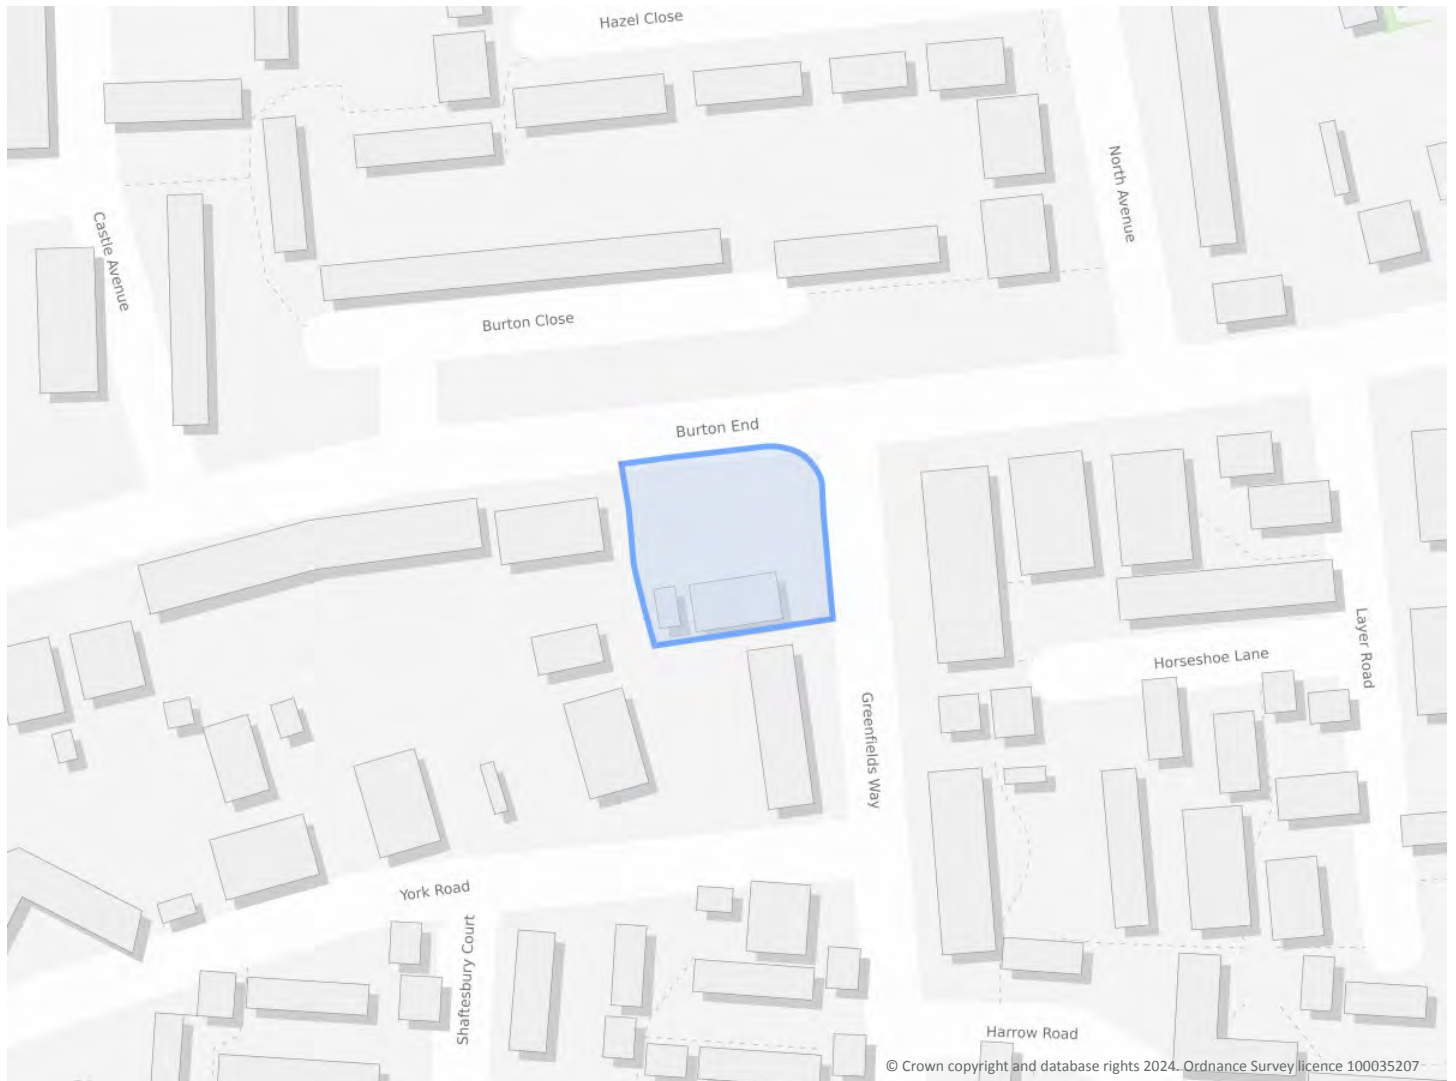 Hazel Close
North Avenue
Castle Avenue
Burton Close
Burton End
Horseshoe Lane
Layer Road
Greenfields Way
York Road
Shaftesbury Court
Harrow Road
© Crown copyright and database rights 2024. Ordnance Survey licence 100035207